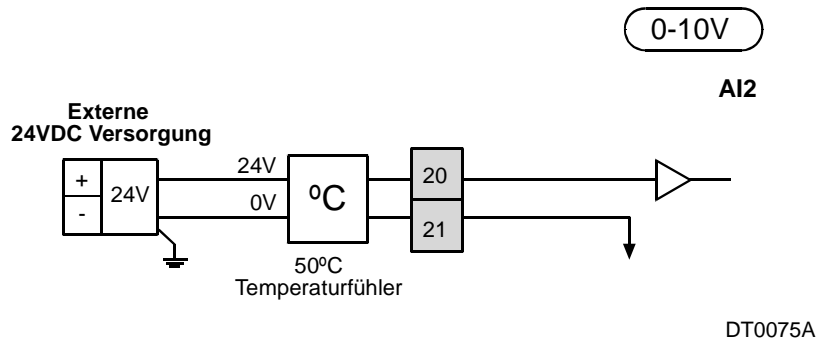 0-10V
AI2
Externe
24VDC Versorgung
+
-
24V
24V
0V
ºC
20
21
50ºC
Temperaturfühler
DT0075A